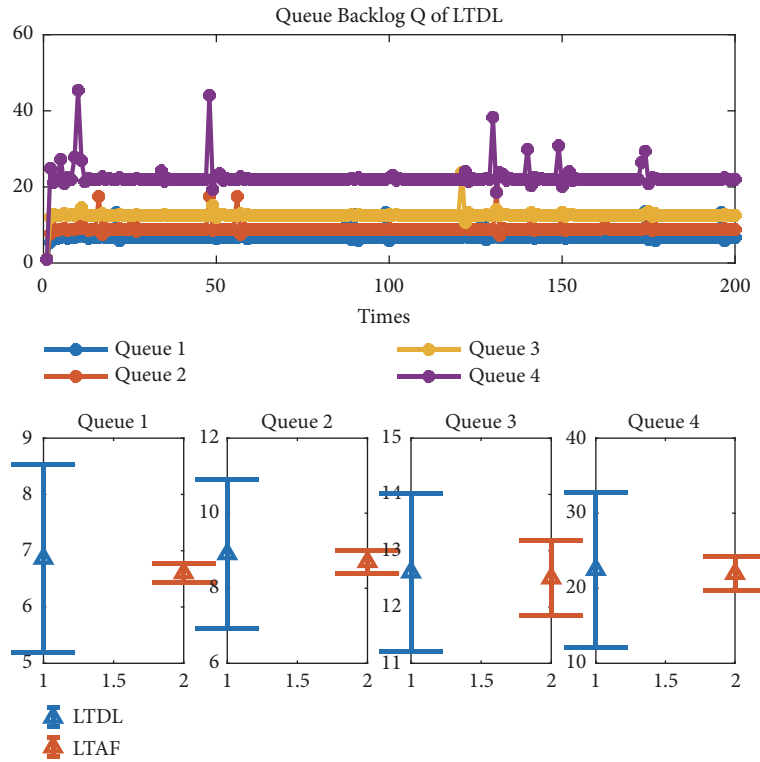 Queue Backlog Q of LTDL
60
40
20
0
0 50 100 150 200
Times
Queue 1 Queue 3
Queue 2 Queue 4
Queue 1 Queue 2 Queue 3 Queue 4
9 12 15 40
8 10 14 30
7 13
6 8 12 20
5 6 11 10
1 1.5 2 1 1.5 2 1 1.5 2 1 1.5 2
LTDL
LTAF